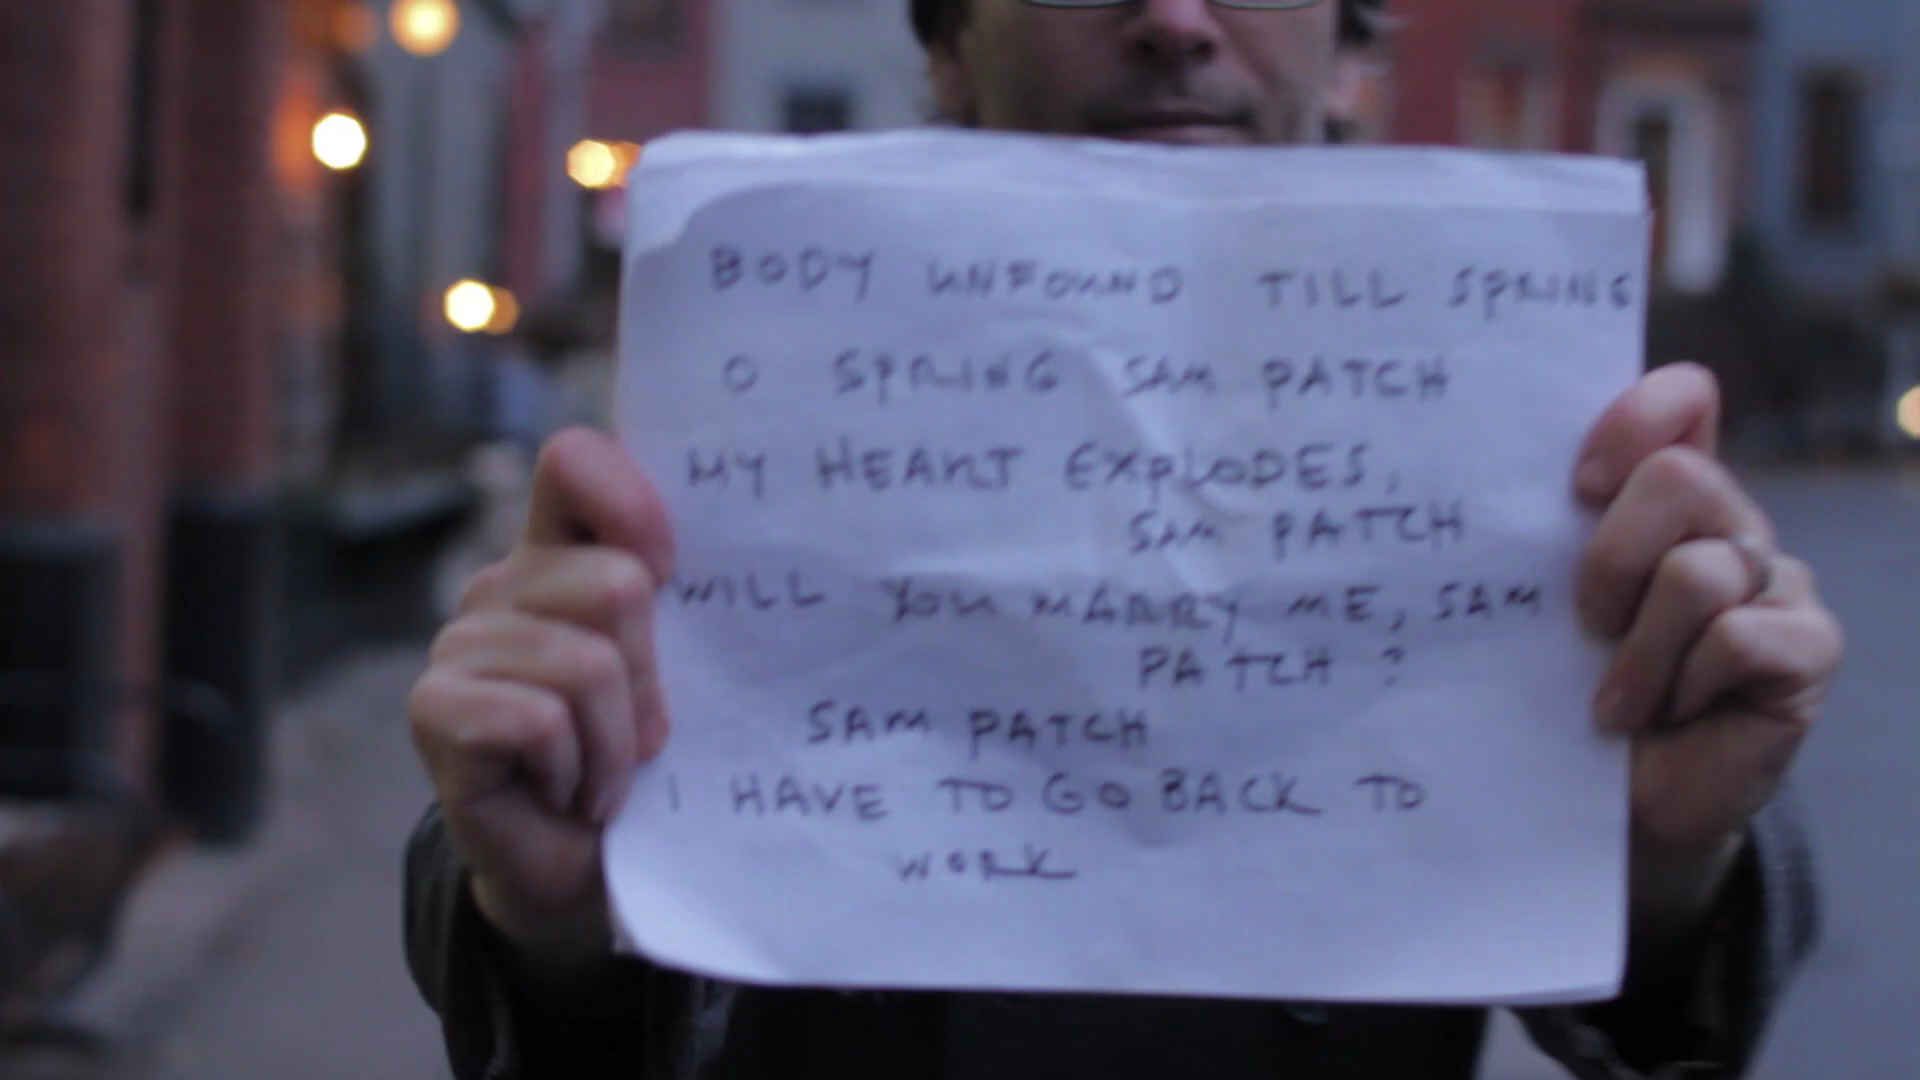 BODY UNFOUND TILL SPRING
O SPRING SAM PATCH
MY HEART EXPLODES,
SAM PATCH
WILL YOU MARRY ME, SAM
PATCH ?
SAM PATCH
I HAVE TO GO BACK TO
WORK